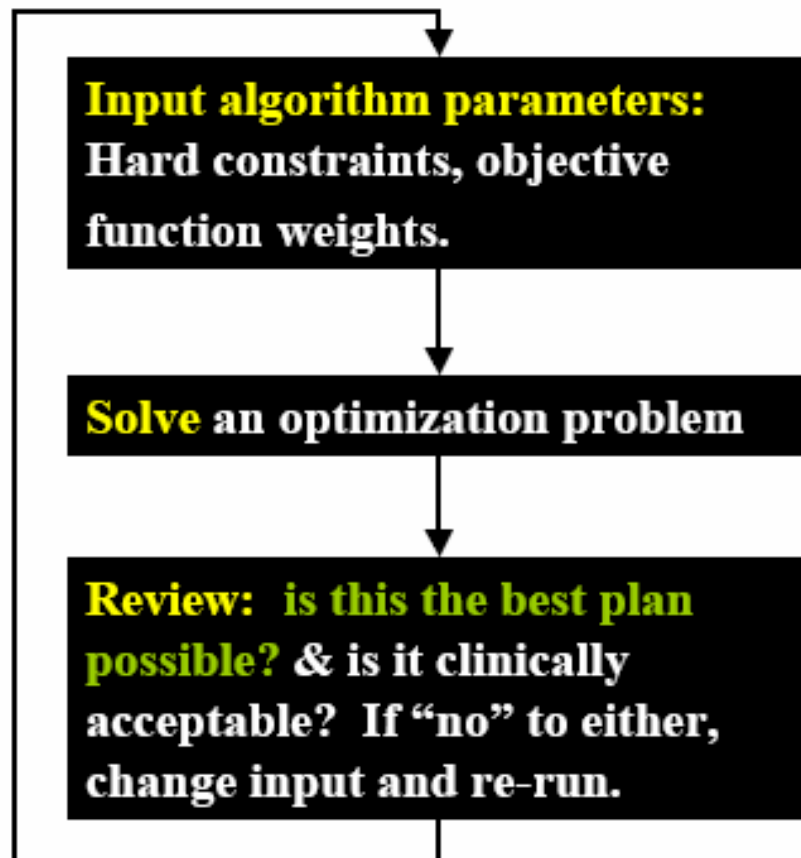 Input algorithm parameters:
Hard constraints, objective
function weights.
Solve an optimization problem
Review:  is this the best plan
possible? & is it clinically
acceptable?  If “no” to either,
change input and re-run.